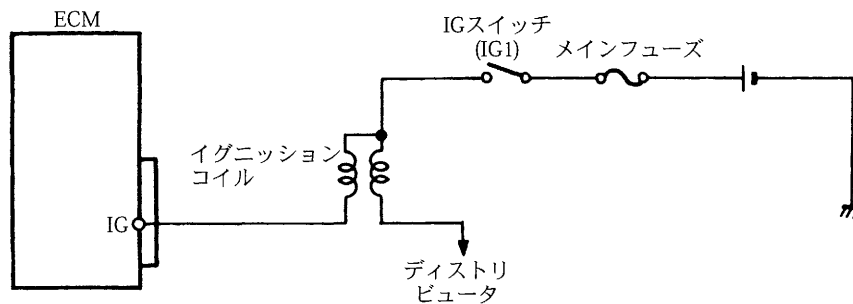 ECM
IGスイッチ
(IG1)
メインフューズ
イグニッション
コイル
IG
ディストリ
ビュータ